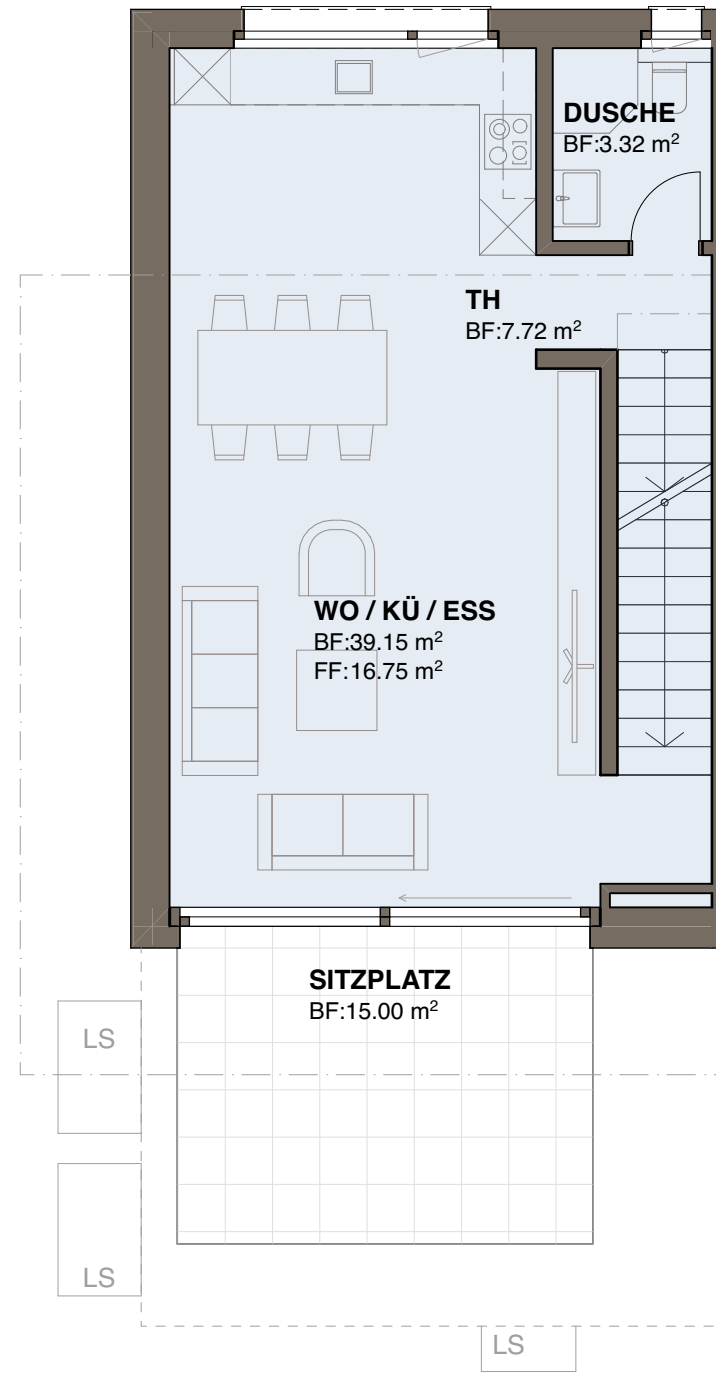 DUSCHE
BF:3.32 m²
TH
BF:7.72 m²
WO / KÜ / ESS
BF:39.15 m²
FF:16.75 m²
SITZPLATZ
BF:15.00 m²
LS
LS
LS